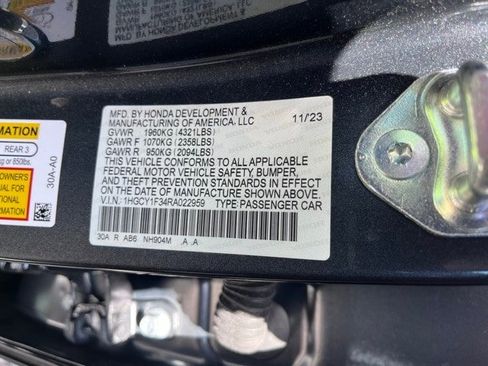 MFD. BY HONDA DEVELOPMENT &
MANUFACTURING OF AMERICA, LLC 11/23
GVWR 1960KG (4321LBS)
GAWR F 1070KG (2358LBS)
GAWR R 950KG (2094LBS)
THIS VEHICLE CONFORMS TO ALL APPLICABLE
FEDERAL MOTOR VEHICLE SAFETY, BUMPER,
AND THEFT PREVENTION STANDARDS IN EFFECT
ON THE DATE OF MANUFACTURE SHOWN ABOVE.
V.I.N.: 1HGCY1F34RA022959 TYPE: PASSENGER CAR
30A R AB6 NH904M .A .A
30A-A0
REAR 3
or 850lbs.
OWNER'S
FOR